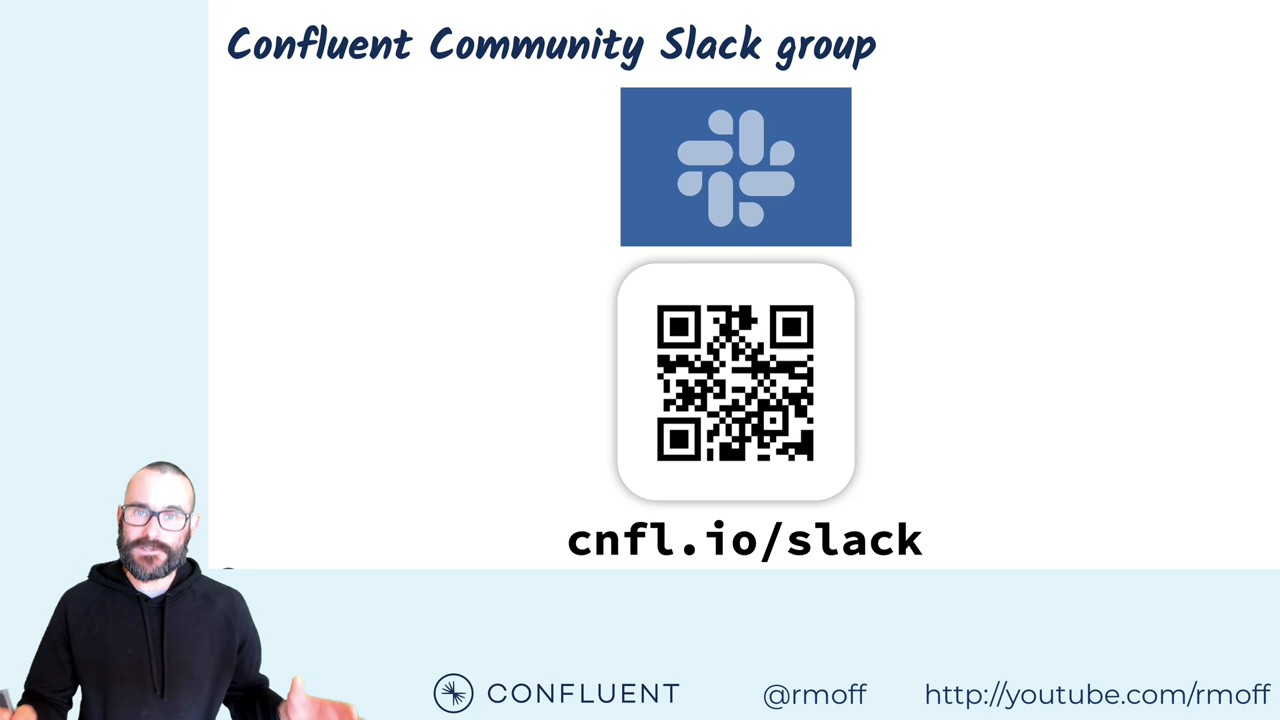 Confluent Community Slack group
cnfl.io/slack
CONFLUENT
@rmoff
http://youtube.com/rmoff